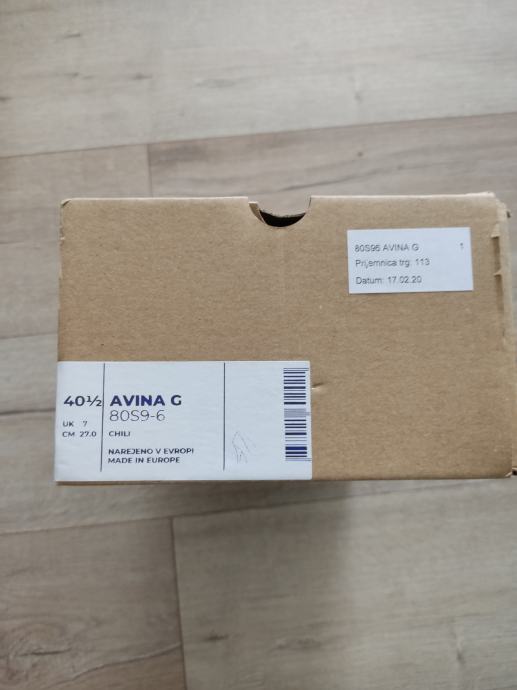 80S96 AVINA G 1
Prijemnica trg: 113
Datum: 17.02.20
40½
UK 7
CM 27.0
AVINA G
80S9-6
CHILI
NAREJENO V EVROPI
MADE IN EUROPE